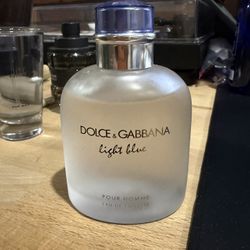 DOLCE & GABBANA
light blue
POUR HOMME
EAU DE TOILETTE